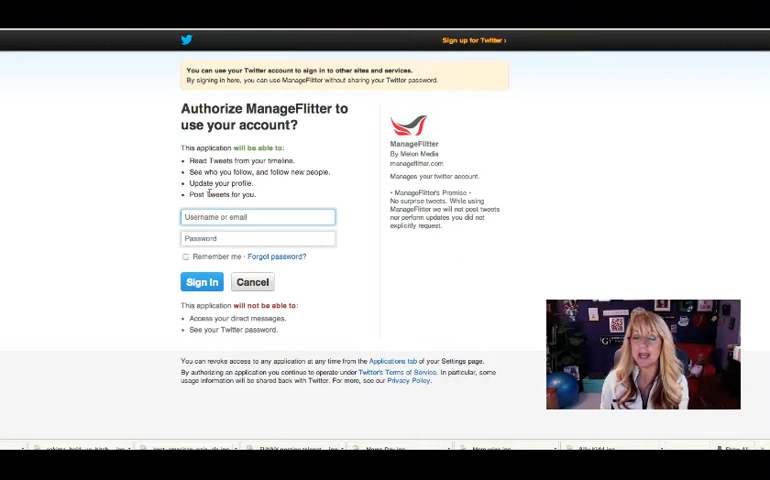 Sign up for Twitter ›
You can use your Twitter account to sign in to other sites and services.
By signing in here, you can use ManageFlitter without sharing your Twitter password.
Authorize ManageFlitter to
use your account?
This application will be able to:
• Read Tweets from your timeline.
• See who you follow, and follow new people.
• Update your profile.
• Post Tweets for you.
Username or email
Password
Remember me · Forgot password?
Sign In
Cancel
This application will not be able to:
• Access your direct messages.
• See your Twitter password.
ManageFlitter
By Melon Media
manageflitter.com
Manages your twitter account.
• ManageFlitter's Promise •
No surprise tweets. While using
ManageFlitter we will not post tweets
nor perform updates you did not
explicitly request.
You can revoke access to any application at any time from the Applications tab of your Settings page.
By authorizing an application you continue to operate under Twitter's Terms of Service. In particular, some
usage information will be shared back with Twitter. For more, see our Privacy Policy.
Show All